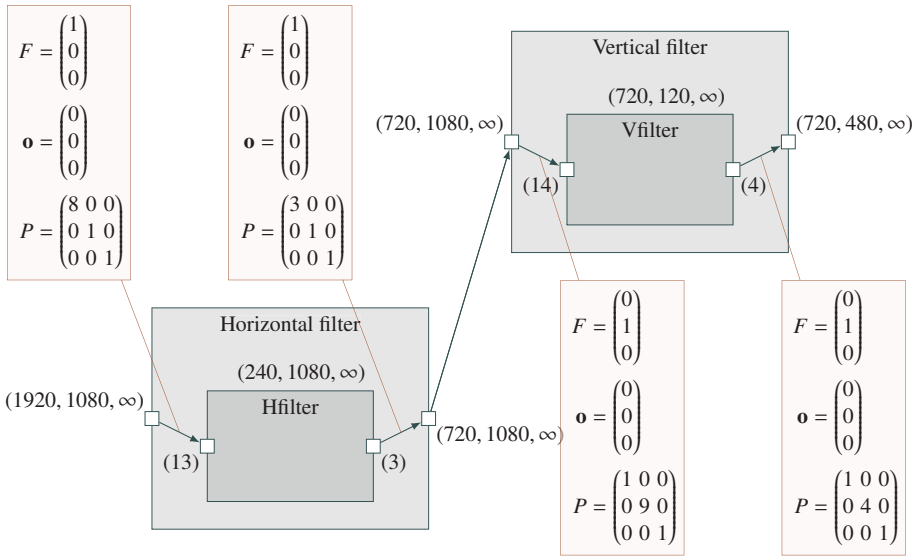 F = (1 0 0)
o = (0 0 0)
P = (8 0 0
0 1 0
0 0 1)
F = (1 0 0)
o = (0 0 0)
P = (3 0 0
0 1 0
0 0 1)
Vertical filter
(720, 120, ∞)
(720, 1080, ∞)
Vfilter
(720, 480, ∞)
(14)
(4)
Horizontal filter
(240, 1080, ∞)
(1920, 1080, ∞)
Hfilter
(720, 1080, ∞)
(13)
(3)
F = (0 1 0)
o = (0 0 0)
P = (1 0 0
0 9 0
0 0 1)
F = (0 1 0)
o = (0 0 0)
P = (1 0 0
0 4 0
0 0 1)